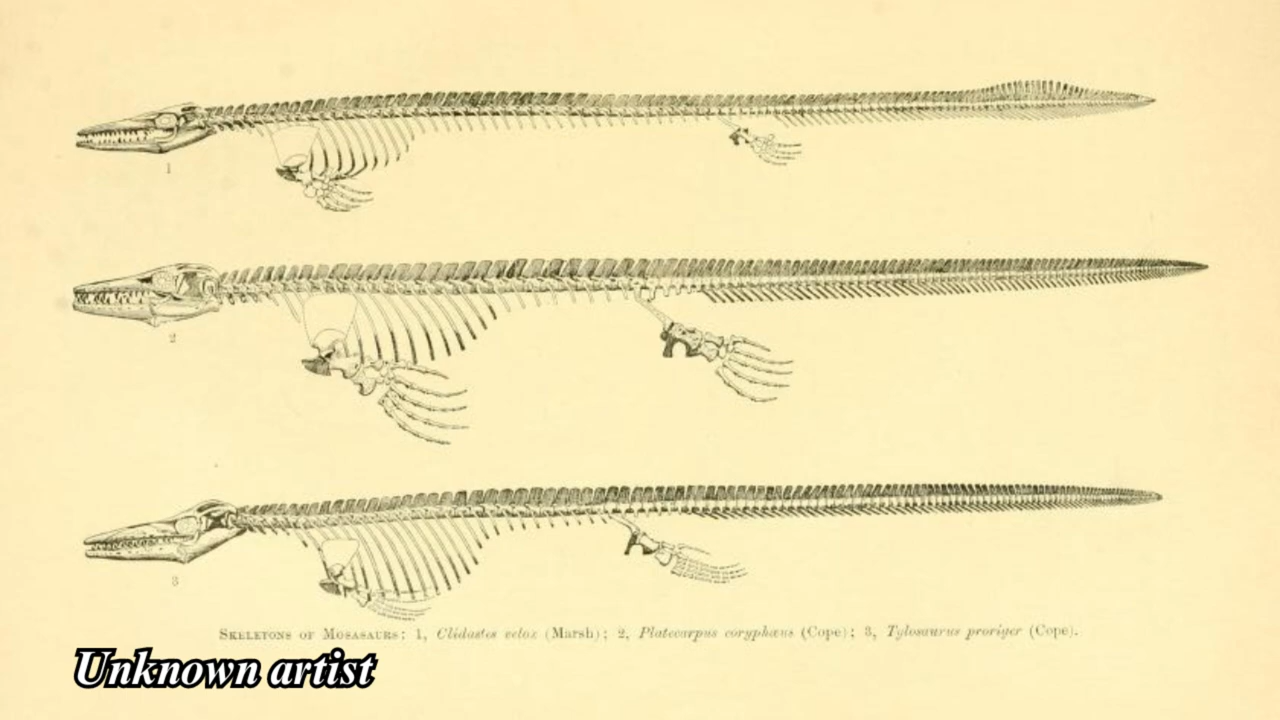 1
2
3
SKELETONS OF MOSASAURS; 1, Clidastes velox (Marsh); 2, Platecarpus coryphæus (Cope); 3, Tylosaurus proriger (Cope).
Unknown artist